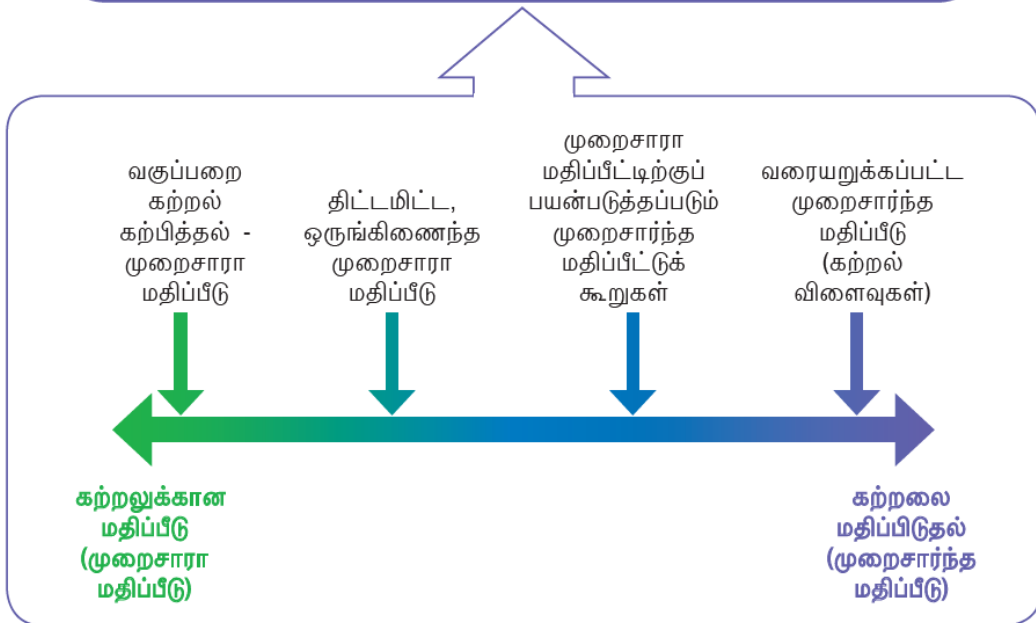 வகுப்பறை
கற்றல்
கற்பித்தல் -
முறைசாரா
மதிப்பீடு
திட்டமிட்ட,
ஒருங்கிணைந்த
முறைசாரா
மதிப்பீடு
முறைசாரா
மதிப்பீட்டிற்குப்
பயன்படுத்தப்படும்
முறைசார்ந்த
மதிப்பீட்டுக்
கூறுகள்
வரையறுக்கப்பட்ட
முறைசார்ந்த
மதிப்பீடு
(கற்றல்
விளைவுகள்)
கற்றலுக்கான
மதிப்பீடு
(முறைசாரா
மதிப்பீடு)
கற்றலை
மதிப்பிடுதல்
(முறைசார்ந்த
மதிப்பீடு)